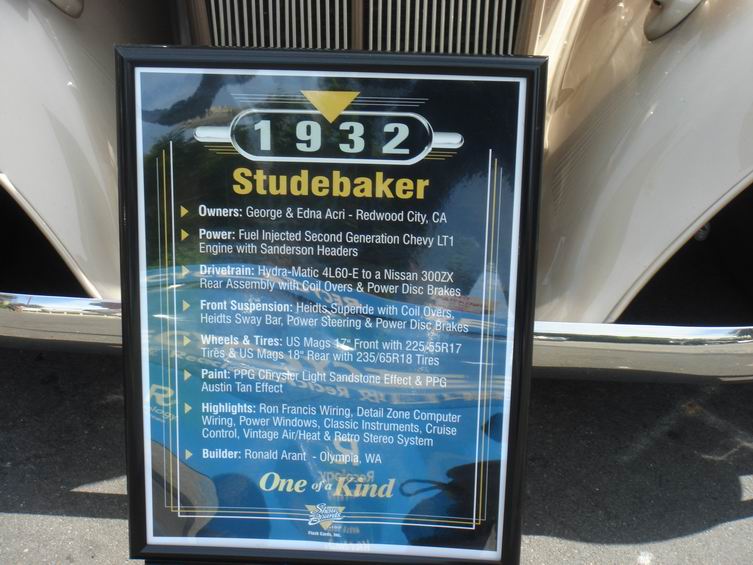 1932
Studebaker
Owners: George & Edna Acri - Redwood City, CA
Power: Fuel Injected Second Generation Chevy LT1
Engine with Sanderson Headers
Drivetrain: Hydra-Matic 4L60-E to a Nissan 300ZX
Rear Assembly with Coil Overs & Power Disc Brakes
Front Suspension: Heidts Superide with Coil Overs,
Heidts Sway Bar, Power Steering & Power Disc Brakes
Wheels & Tires: US Mags 17" Front with 225/55R17
Tires & US Mags 18" Rear with 235/65R18 Tires
Paint: PPG Chrysler Light Sandstone Effect & PPG
Austin Tan Effect
Highlights: Ron Francis Wiring, Detail Zone Computer
Wiring, Power Windows, Classic Instruments, Cruise
Control, Vintage Air/Heat & Retro Stereo System
Builder: Ronald Arant - Olympia, WA
One of a Kind
Show
Boards
Flash Cards, Inc.